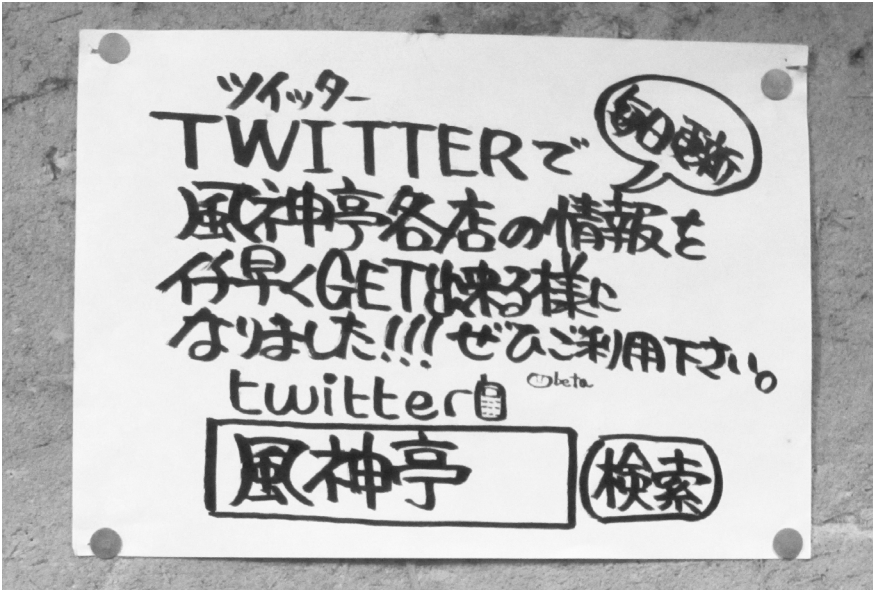 ツイッター
TWITTERで
毎日更新
風神亭各店の情報を
イチ早くGET出来る様に
なりました!!!ぜひご利用下さい。
twitter
beta
風神亭
検索